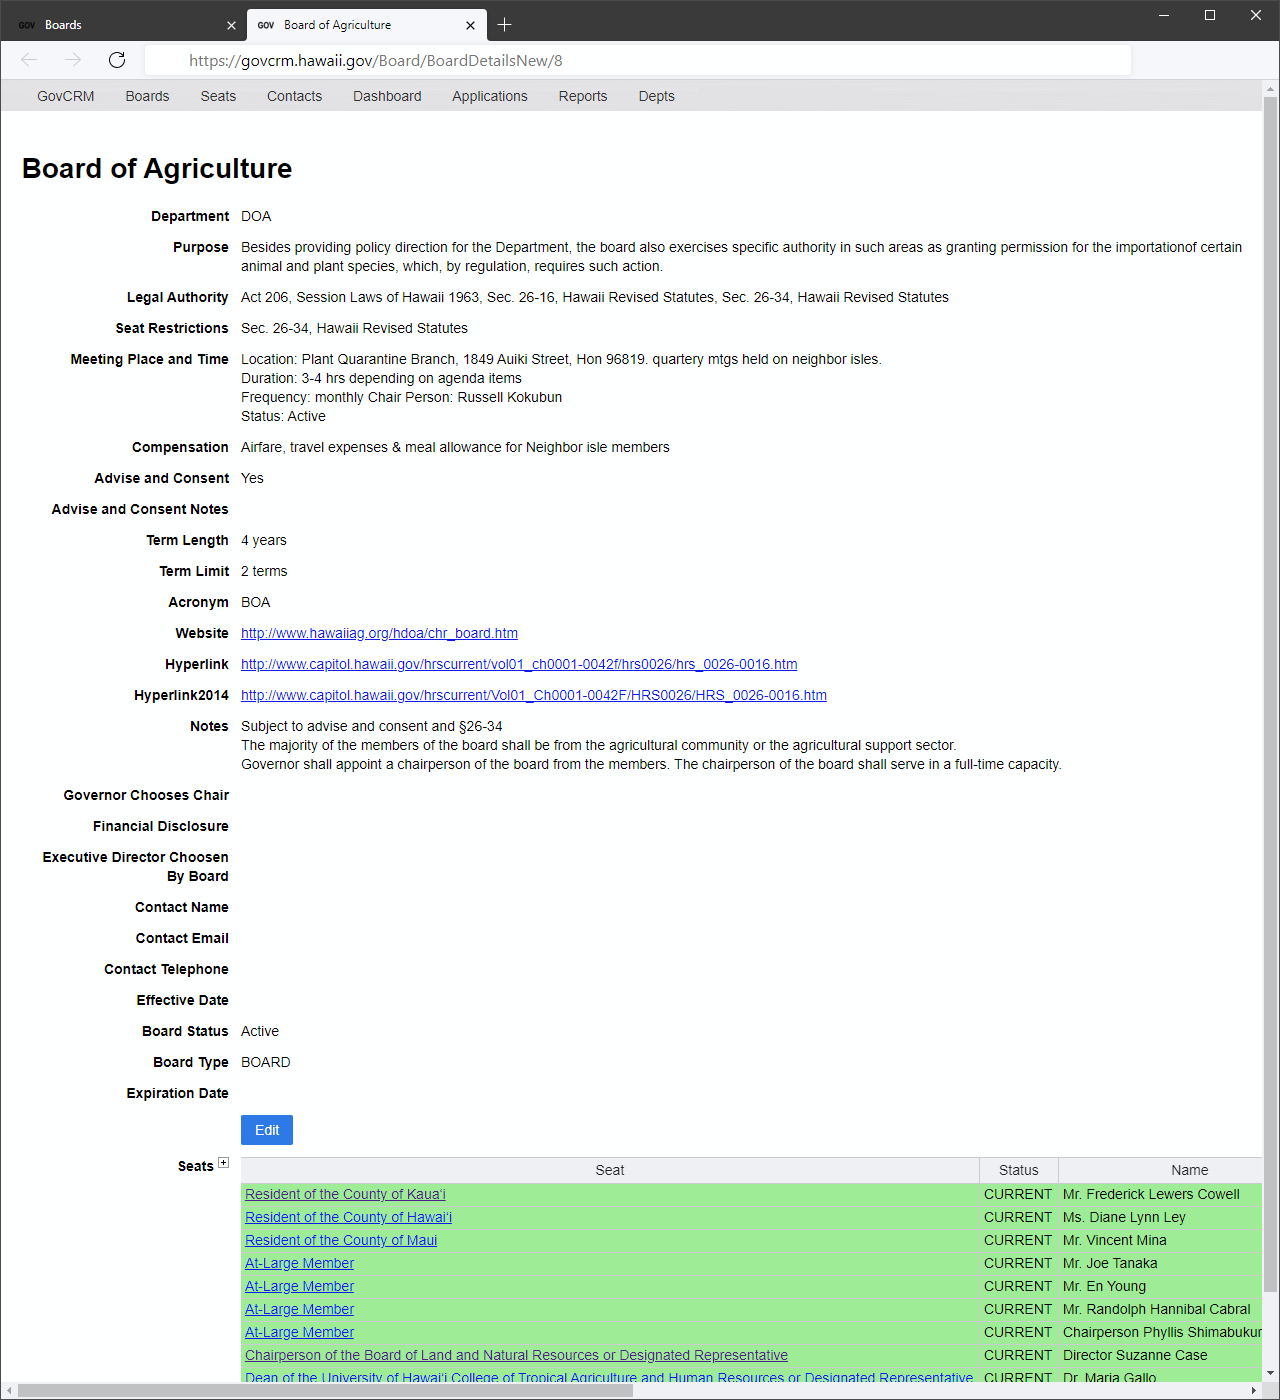 GOV Boards
GOV Board of Agriculture
https://govcrm.hawaii.gov/Board/BoardDetailsNew/8
GovCRM Boards Seats Contacts Dashboard Applications Reports Depts
Board of Agriculture
Department DOA
Purpose Besides providing policy direction for the Department, the board also exercises specific authority in such areas as granting permission for the importationof certain
animal and plant species, which, by regulation, requires such action.
Legal Authority Act 206, Session Laws of Hawaii 1963, Sec. 26-16, Hawaii Revised Statutes, Sec. 26-34, Hawaii Revised Statutes
Seat Restrictions Sec. 26-34, Hawaii Revised Statutes
Meeting Place and Time Location: Plant Quarantine Branch, 1849 Auiki Street, Hon 96819. quartery mtgs held on neighbor isles.
Duration: 3-4 hrs depending on agenda items
Frequency: monthly Chair Person: Russell Kokubun
Status: Active
Compensation Airfare, travel expenses & meal allowance for Neighbor isle members
Advise and Consent Yes
Advise and Consent Notes
Term Length 4 years
Term Limit 2 terms
Acronym BOA
Website http://www.hawaiiag.org/hdoa/chr_board.htm
Hyperlink http://www.capitol.hawaii.gov/hrscurrent/vol01_ch0001-0042f/hrs0026/hrs_0026-0016.htm
Hyperlink2014 http://www.capitol.hawaii.gov/hrscurrent/Vol01_Ch0001-0042F/HRS0026/HRS_0026-0016.htm
Notes Subject to advise and consent and §26-34
The majority of the members of the board shall be from the agricultural community or the agricultural support sector.
Governor shall appoint a chairperson of the board from the members. The chairperson of the board shall serve in a full-time capacity.
Governor Chooses Chair
Financial Disclosure
Executive Director Choosen
By Board
Contact Name
Contact Email
Contact Telephone
Effective Date
Board Status Active
Board Type BOARD
Expiration Date
Edit
Seats Seat Status Name
Resident of the County of Kauaʻi CURRENT Mr. Frederick Lewers Cowell
Resident of the County of Hawaiʻi CURRENT Ms. Diane Lynn Ley
Resident of the County of Maui CURRENT Mr. Vincent Mina
At-Large Member CURRENT Mr. Joe Tanaka
At-Large Member CURRENT Mr. En Young
At-Large Member CURRENT Mr. Randolph Hannibal Cabral
At-Large Member CURRENT Chairperson Phyllis Shimabukur
Chairperson of the Board of Land and Natural Resources or Designated Representative CURRENT Director Suzanne Case
Dean of the University of Hawaiʻi College of Tropical Agriculture and Human Resources or Designated Representative CURRENT Dr. Maria Gallo